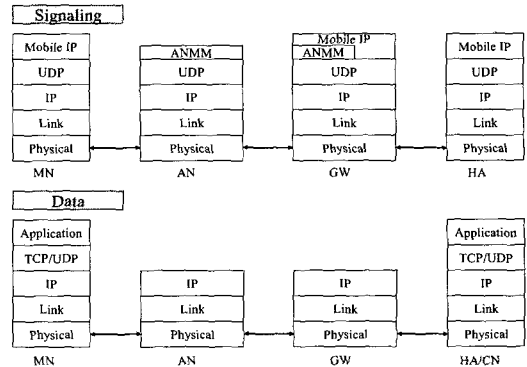 Signaling
Mobile IP
UDP
IP
Link
Physical
MN
ANMM
UDP
IP
Link
Physical
AN
Mobile IP
ANMM
UDP
IP
Link
Physical
GW
Mobile IP
UDP
IP
Link
Physical
HA
Data
Application
TCP/UDP
IP
Link
Physical
MN
IP
Link
Physical
AN
IP
Link
Physical
GW
Application
TCP/UDP
IP
Link
Physical
HA/CN